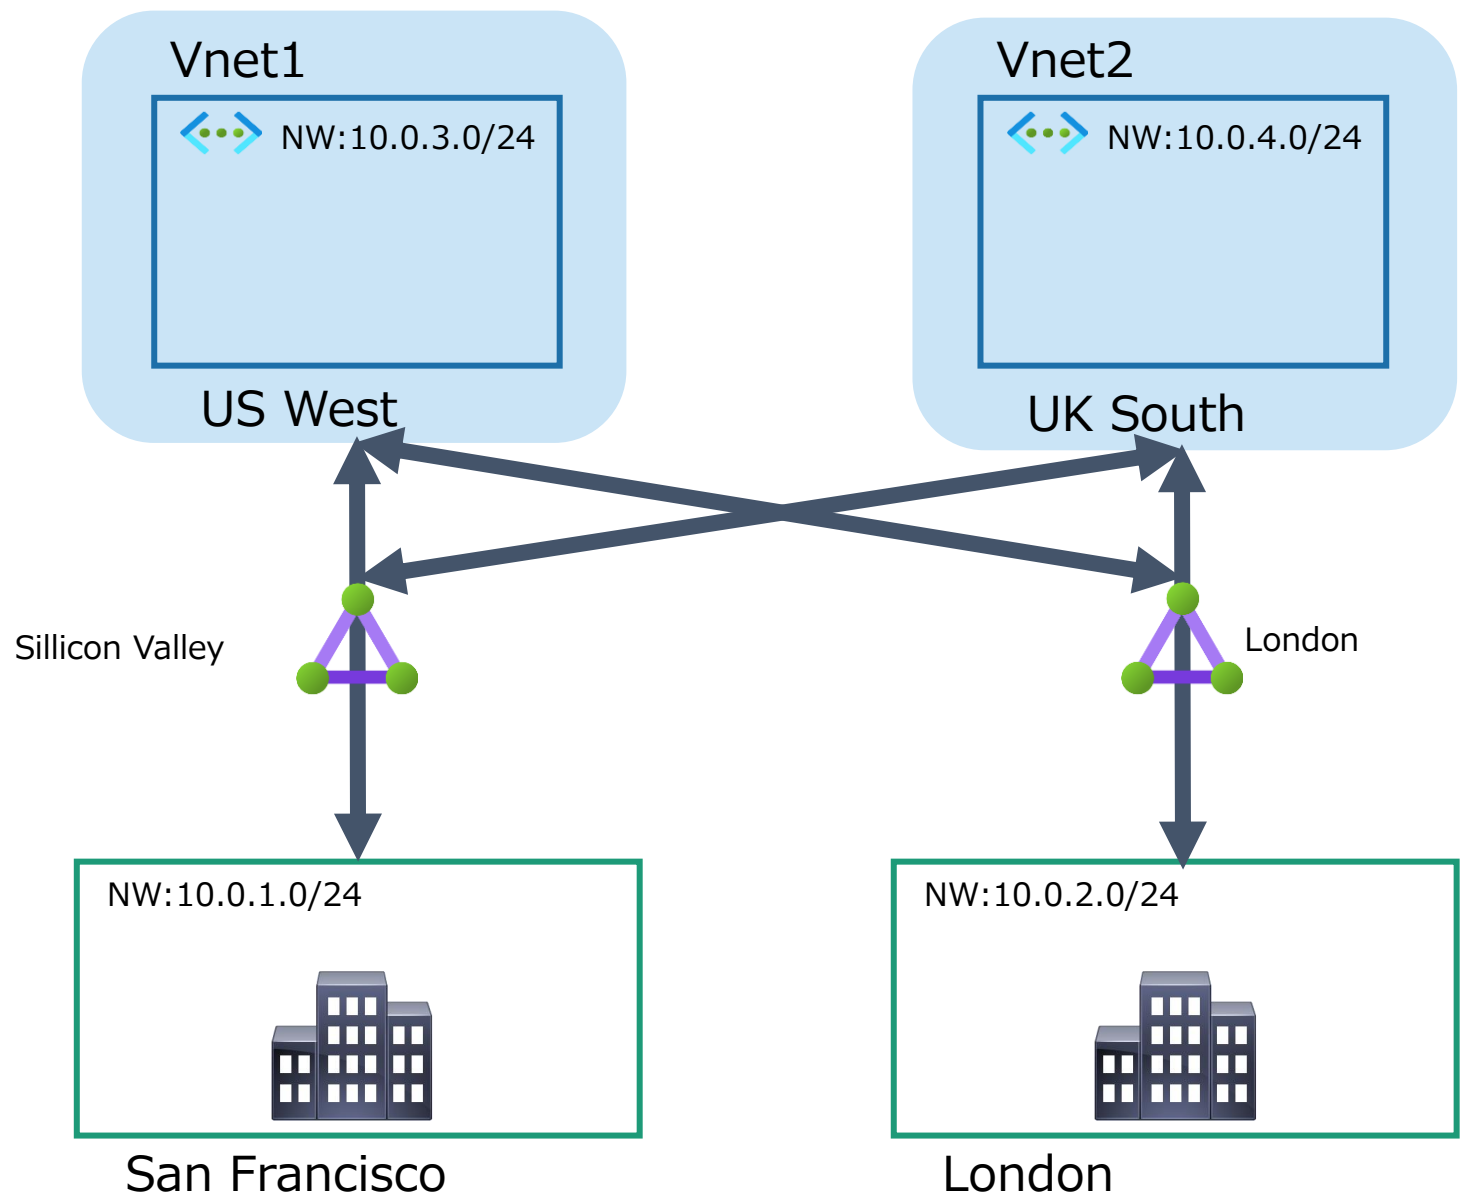 Vnet1
NW:10.0.3.0/24
US West
Vnet2
NW:10.0.4.0/24
UK South
Sillicon Valley
London
NW:10.0.1.0/24
San Francisco
NW:10.0.2.0/24
London